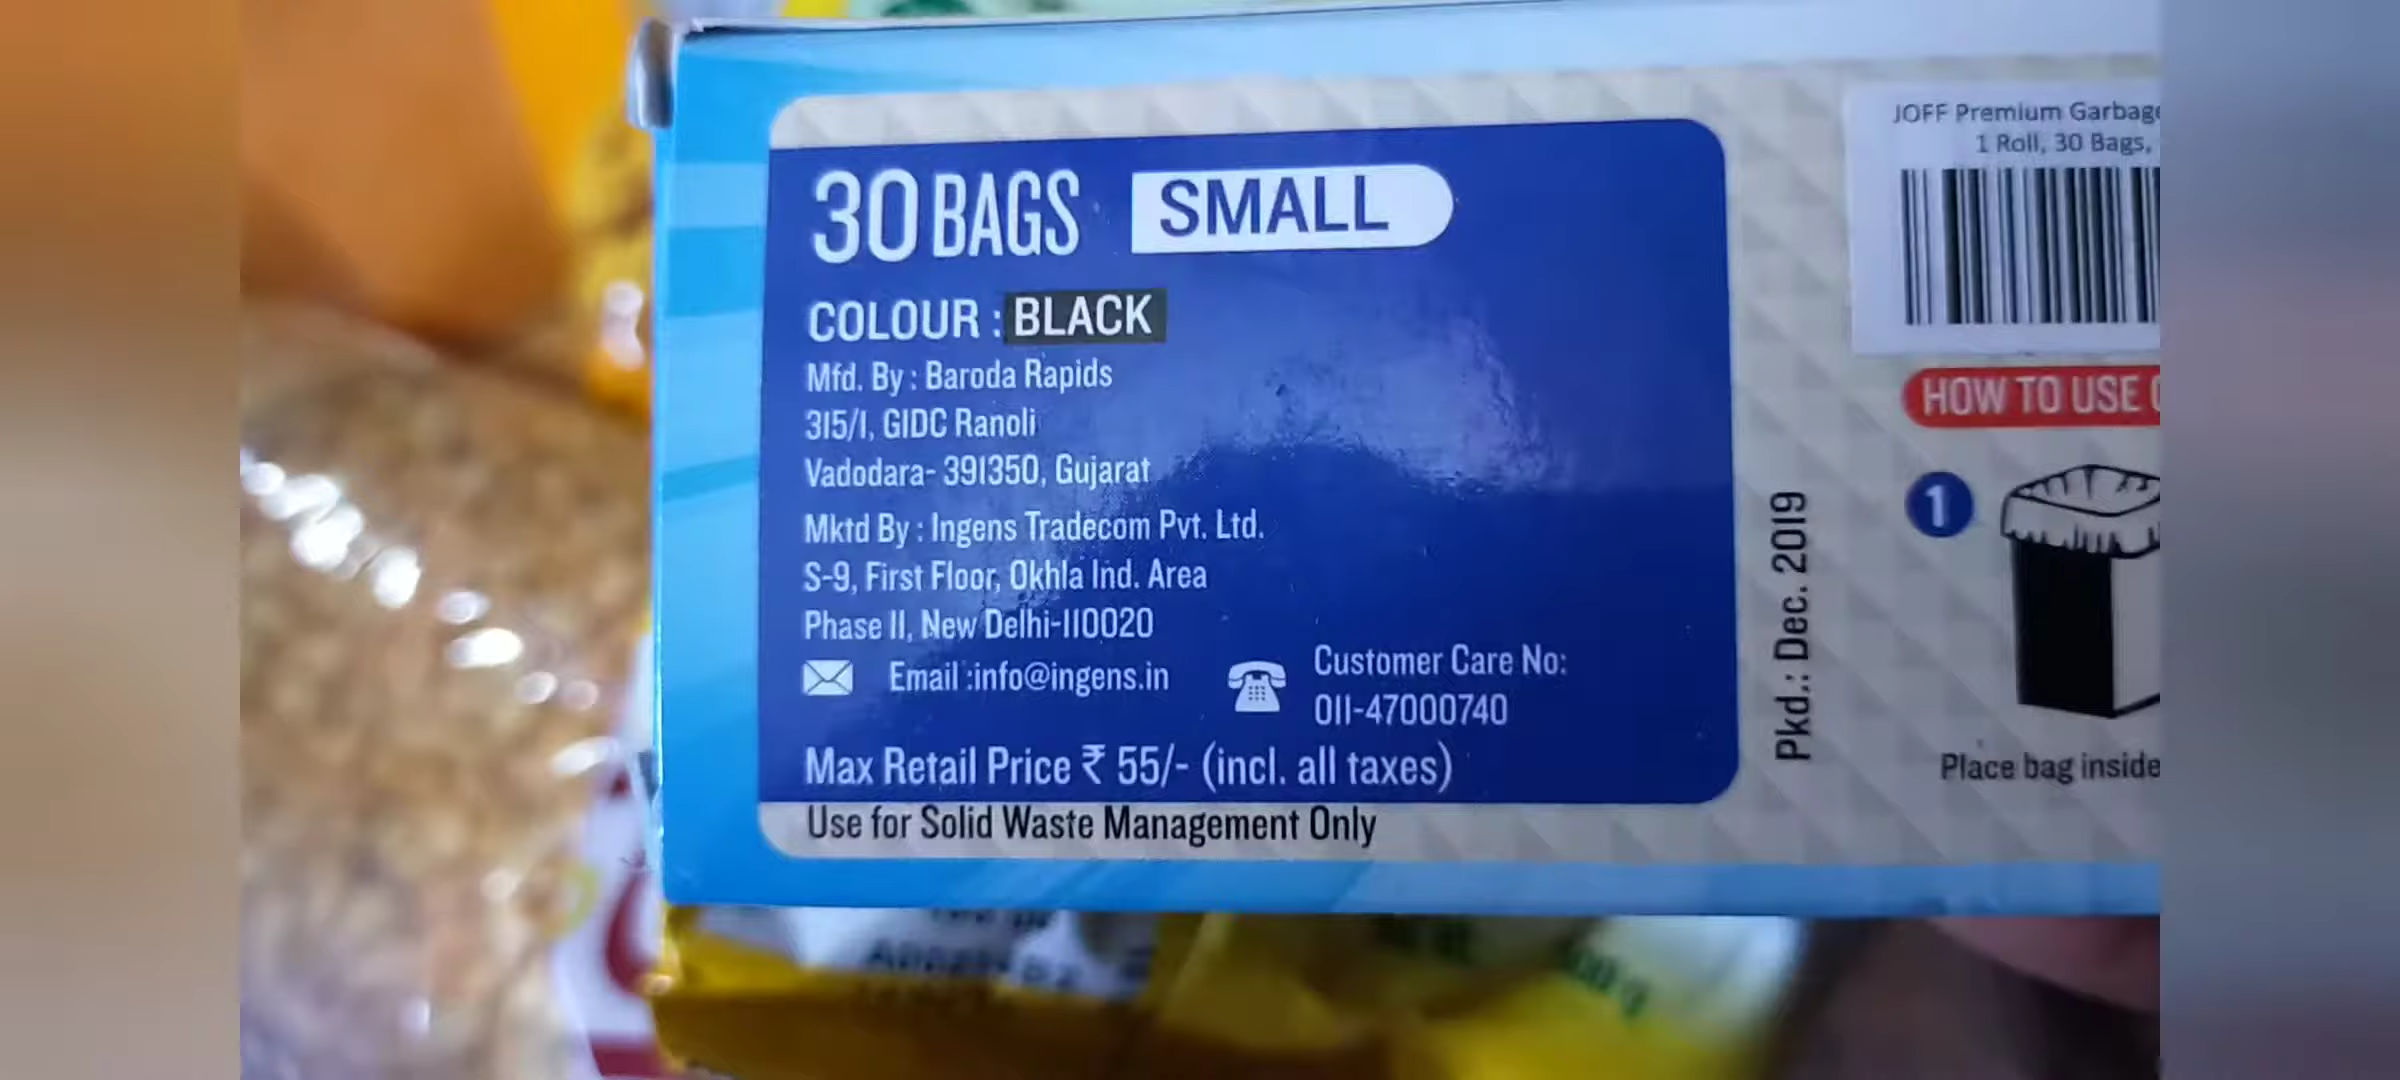 30 BAGS SMALL
COLOUR : BLACK
Mfd. By : Baroda Rapids
315/1, GIDC Ranoli
Vadodara- 391350, Gujarat
Mktd By : Ingens Tradecom Pvt. Ltd.
S-9, First Floor, Okhla Ind. Area
Phase II, New Delhi-110020
Email :info@ingens.in
Customer Care No:
011-47000740
Max Retail Price ₹ 55/- (incl. all taxes)
Use for Solid Waste Management Only
Pkd.: Dec. 2019
JOFF Premium Garbage
1 Roll, 30 Bags,
HOW TO USE
1
Place bag inside